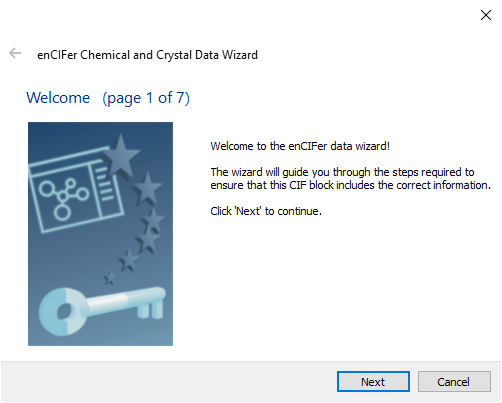 enCIFer Chemical and Crystal Data Wizard
Welcome (page 1 of 7)
Welcome to the enCIFer data wizard!
The wizard will guide you through the steps required to
ensure that this CIF block includes the correct information.
Click 'Next' to continue.
Next Cancel